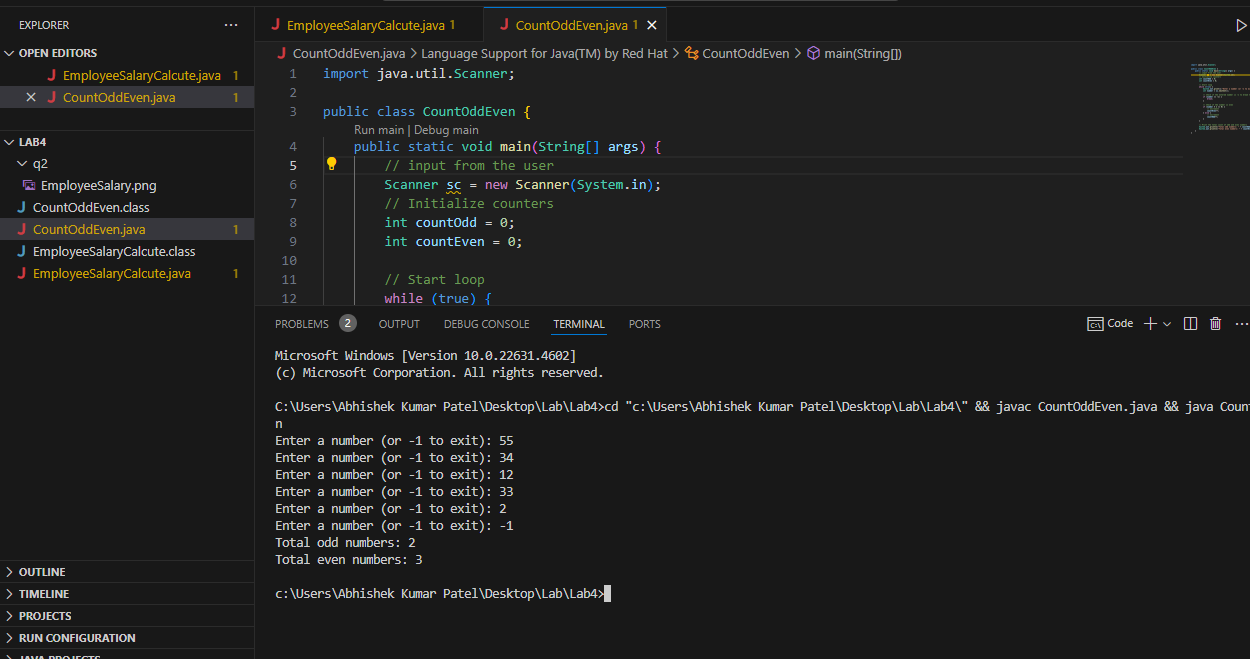 EXPLORER
OPEN EDITORS
EmployeeSalaryCalcute.java 1
CountOddEven.java 1
LAB4
q2
EmployeeSalary.png
CountOddEven.class
CountOddEven.java 1
EmployeeSalaryCalcute.class
EmployeeSalaryCalcute.java 1
OUTLINE
TIMELINE
PROJECTS
RUN CONFIGURATION
JAVA PROJECTS
EmployeeSalaryCalcute.java 1
CountOddEven.java 1
CountOddEven.java > Language Support for Java(TM) by Red Hat > CountOddEven > main(String[])
1 import java.util.Scanner;
2
3 public class CountOddEven {
Run main | Debug main
4 public static void main(String[] args) {
5 // input from the user
6 Scanner sc = new Scanner(System.in);
7 // Initialize counters
8 int countOdd = 0;
9 int countEven = 0;
10
11 // Start loop
12 while (true) {
PROBLEMS 2 OUTPUT DEBUG CONSOLE TERMINAL PORTS
Code
Microsoft Windows [Version 10.0.22631.4602]
(c) Microsoft Corporation. All rights reserved.
C:\Users\Abhishek Kumar Patel\Desktop\Lab\Lab4>cd "c:\Users\Abhishek Kumar Patel\Desktop\Lab\Lab4\" && javac CountOddEven.java && java Coun
n
Enter a number (or -1 to exit): 55
Enter a number (or -1 to exit): 34
Enter a number (or -1 to exit): 12
Enter a number (or -1 to exit): 33
Enter a number (or -1 to exit): 2
Enter a number (or -1 to exit): -1
Total odd numbers: 2
Total even numbers: 3
c:\Users\Abhishek Kumar Patel\Desktop\Lab\Lab4>